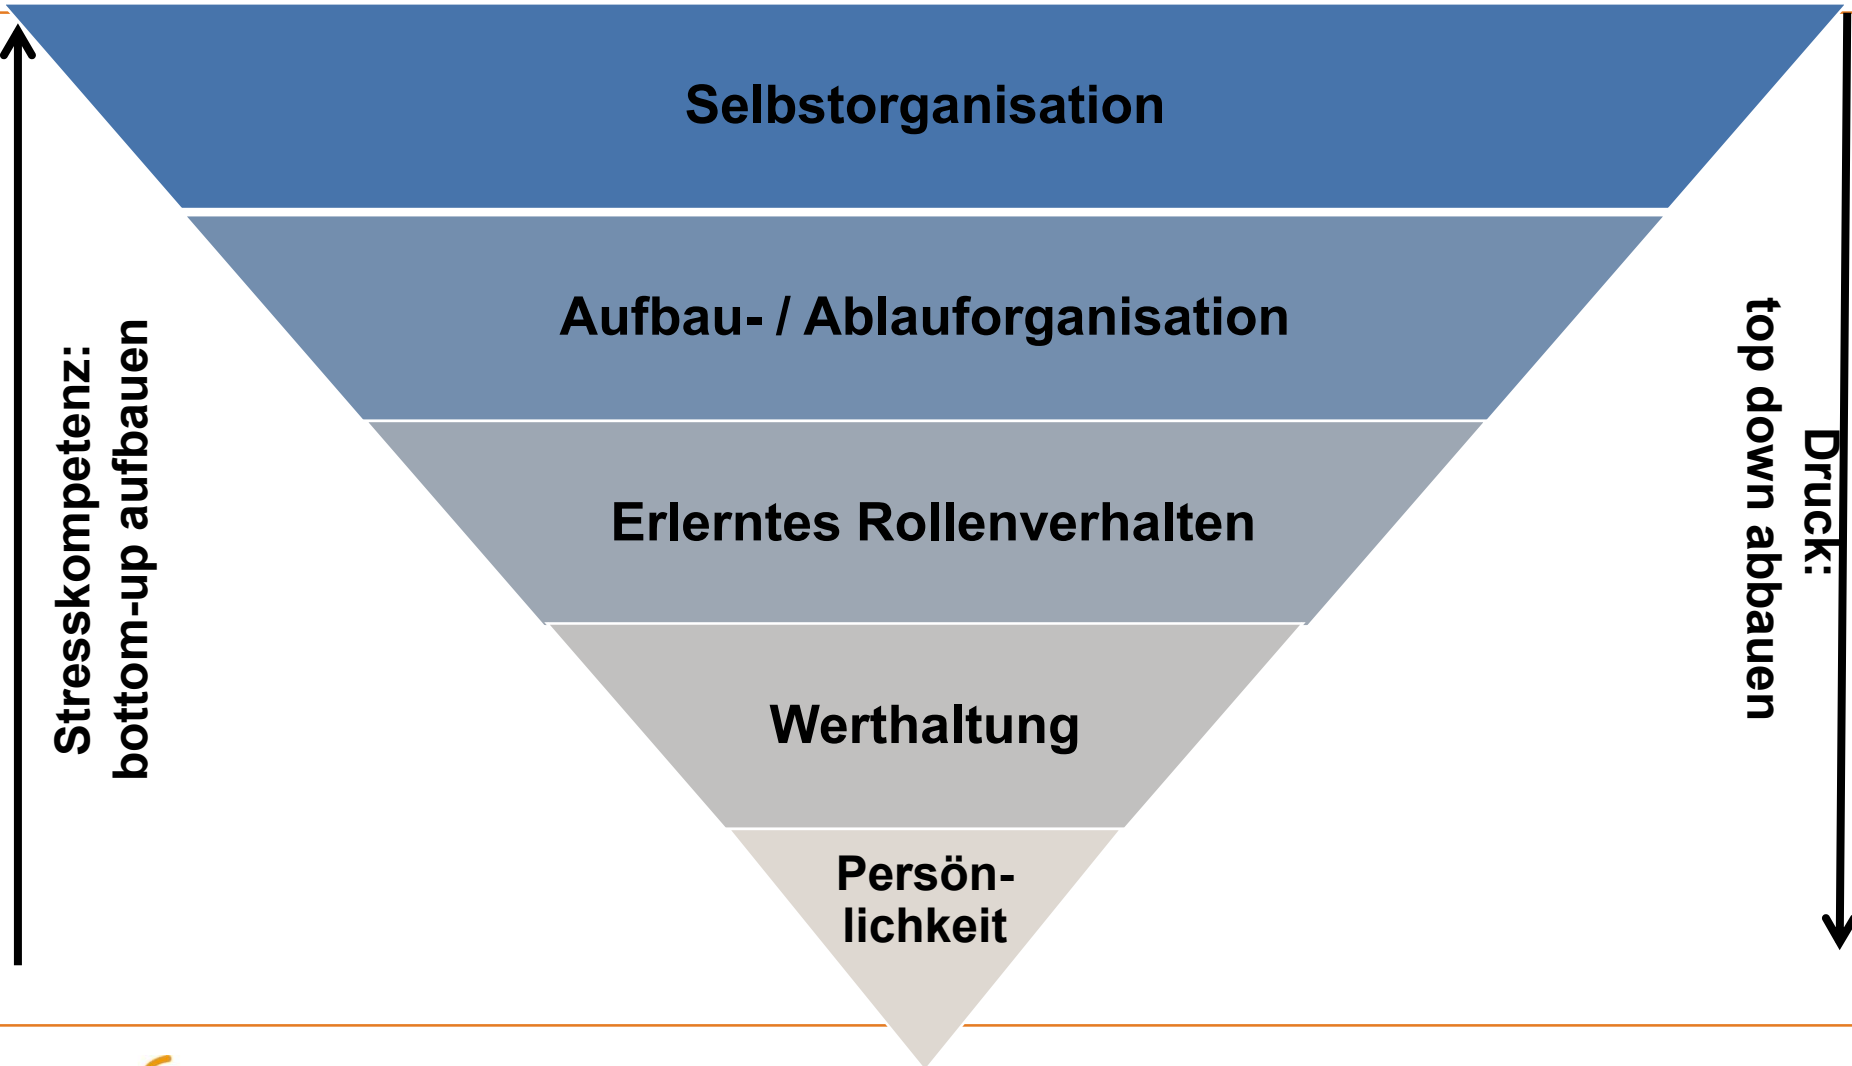 Selbstorganisation
Aufbau- / Ablauforganisation
Erlerntes Rollenverhalten
Werthaltung
Persön-
lichkeit
Stresskompetenz:
bottom-up aufbauen
Druck:
top down abbauen